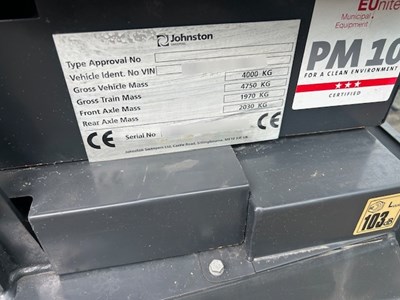 Johnston
Type Approval No
Vehicle Ident. No VIN
Gross Vehicle Mass 4000 KG
Gross Train Mass 4750 KG
Front Axle Mass 1970 KG
Rear Axle Mass 2030 KG
CE Serial No CE
EUnite
Municipal
Equipment
PM 10
FOR A CLEAN ENVIRONMENT
CERTIFIED
103 dB